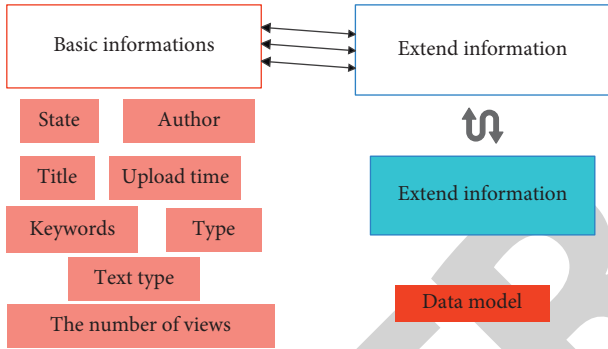 Basic informations
Extend information
State
Author
Title
Upload time
Extend information
Keywords
Type
Text type
Data model
The number of views